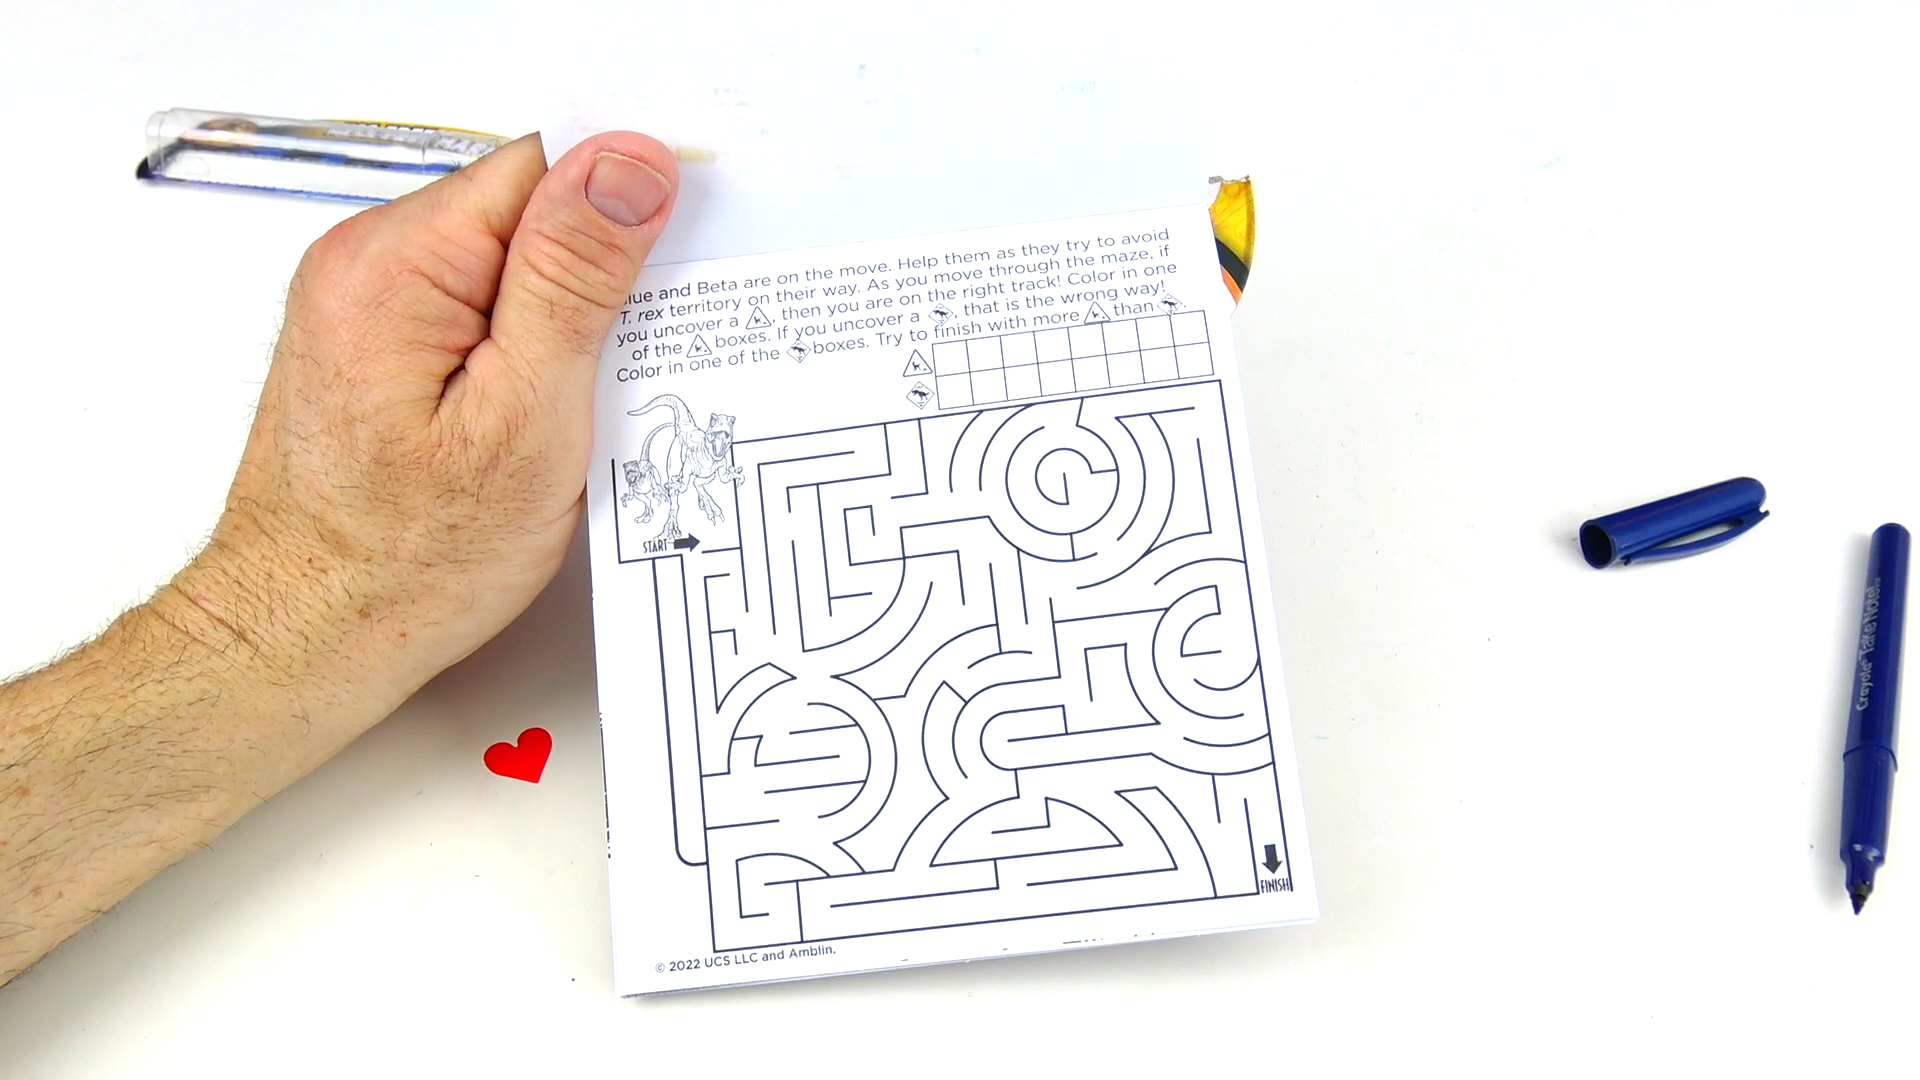 and Beta are on the move. Help them as they try to avoid
T. rex territory on their way. As you move through the maze, if
you uncover a , then you are on the right track! Color in one
of the boxes. If you uncover a , that is the wrong way!
Color in one of the boxes. Try to finish with more than .
START
FINISH
© 2022 UCS LLC and Amblin.
Crayola Take Note!